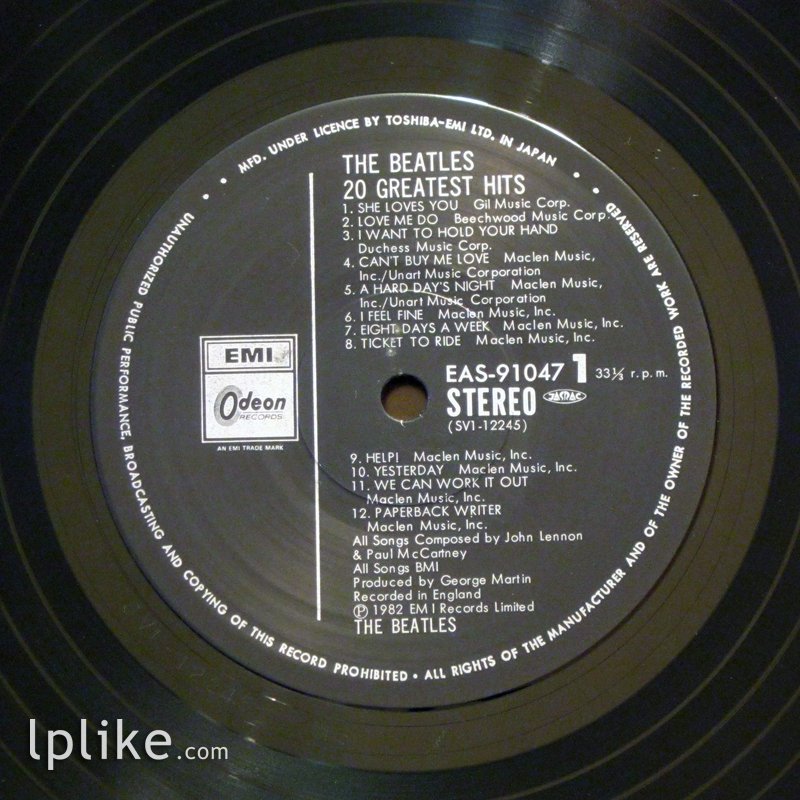 • MFD. UNDER LICENCE BY TOSHIBA-EMI LTD. IN JAPAN •
THE BEATLES
20 GREATEST HITS
1. SHE LOVES YOU Gil Music Corp.
2. LOVE ME DO Beechwood Music Corp.
3. I WANT TO HOLD YOUR HAND
Duchess Music Corp.
4. CAN'T BUY ME LOVE Maclen Music,
Inc./Unart Music Corporation
5. A HARD DAY'S NIGHT Maclen Music,
Inc./Unart Music Corporation
6. I FEEL FINE Maclen Music, Inc.
7. EIGHT DAYS A WEEK Maclen Music, Inc.
8. TICKET TO RIDE Maclen Music, Inc.
EMI
Odeon
RECORDS
AN EMI TRADE MARK
EAS-91047 1 33⅓ r.p.m.
STEREO JASRAC
(SV1-12245)
9. HELP! Maclen Music, Inc.
10. YESTERDAY Maclen Music, Inc.
11. WE CAN WORK IT OUT
Maclen Music, Inc.
12. PAPERBACK WRITER
Maclen Music, Inc.
All Songs Composed by John Lennon
& Paul McCartney
All Songs BMI
Produced by George Martin
Recorded in England
Ⓟ 1982 EMI Records Limited
THE BEATLES
• UNAUTHORIZED PUBLIC PERFORMANCE, BROADCASTING AND COPYING OF THIS RECORD PROHIBITED • ALL RIGHTS OF THE MANUFACTURER AND OF THE OWNER OF THE RECORDED WORK ARE RESERVED •
lplike.com